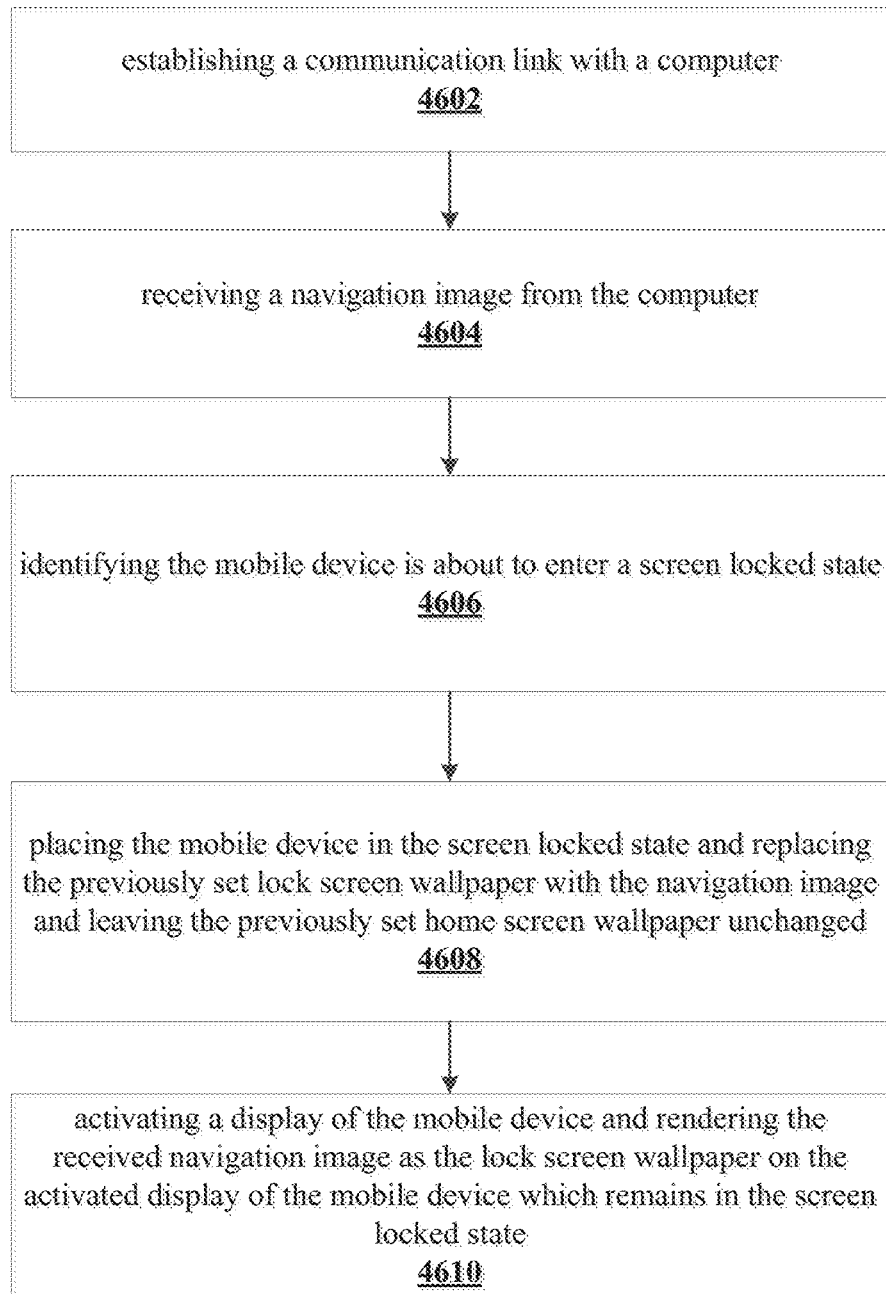 establishing a communication link with a computer
4602
receiving a navigation image from the computer
4604
identifying the mobile device is about to enter a screen locked state
4606
placing the mobile device in the screen locked state and replacing
the previously set lock screen wallpaper with the navigation image
and leaving the previously set home screen wallpaper unchanged
4608
activating a display of the mobile device and rendering the
received navigation image as the lock screen wallpaper on the
activated display of the mobile device which remains in the screen
locked state
4610